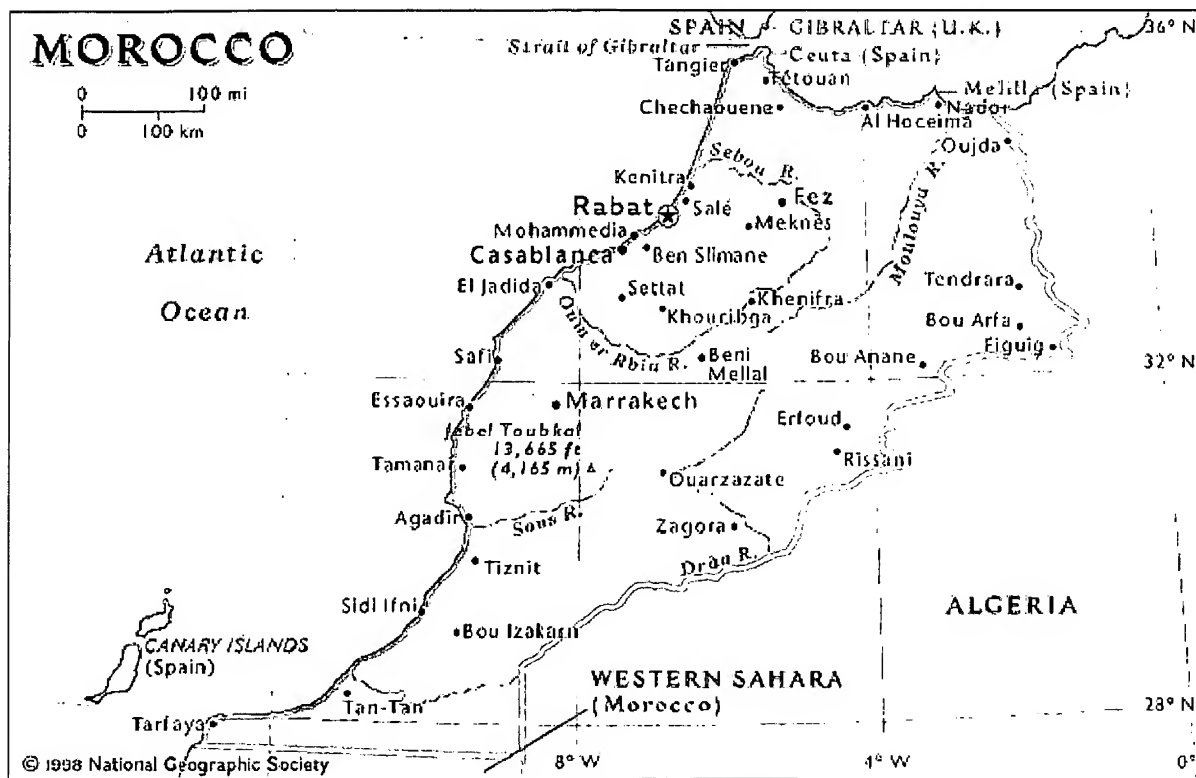 MOROCCO
0 100 mi
0 100 km
SPAIN
GIBRALTAR (U.K.)
36° N
Strait of Gibraltar
Ceuta (Spain)
Tangier
Tétouan
Melilla (Spain)
Chechaouene
Nador
Al Hoceima
Oujda
Sebou R.
Kenitra
Moulouya R.
Fez
Rabat
Salé
Meknès
Mohammedia
Atlantic
Ocean
Casablanca
Ben Slimane
El Jadida
Settat
Khenifra
Tendrara
Khouribga
Oum er Rbia R.
Bou Arfa
Figuig
Safi
Beni
Mellal
Bou Anane
32° N
Essaouira
Marrakech
Erfoud
Jebel Toubkal
13,665 ft
(4,165 m)
Tamanar
Rissani
Ouarzazate
Agadir
Sous R.
Zagora
Tiznit
Drâa R.
Sidi Ifni
ALGERIA
Bou Izakarn
CANARY ISLANDS
(Spain)
WESTERN SAHARA
(Morocco)
Tan-Tan
28° N
Tarfaya
© 1998 National Geographic Society
8° W
4° W
0°